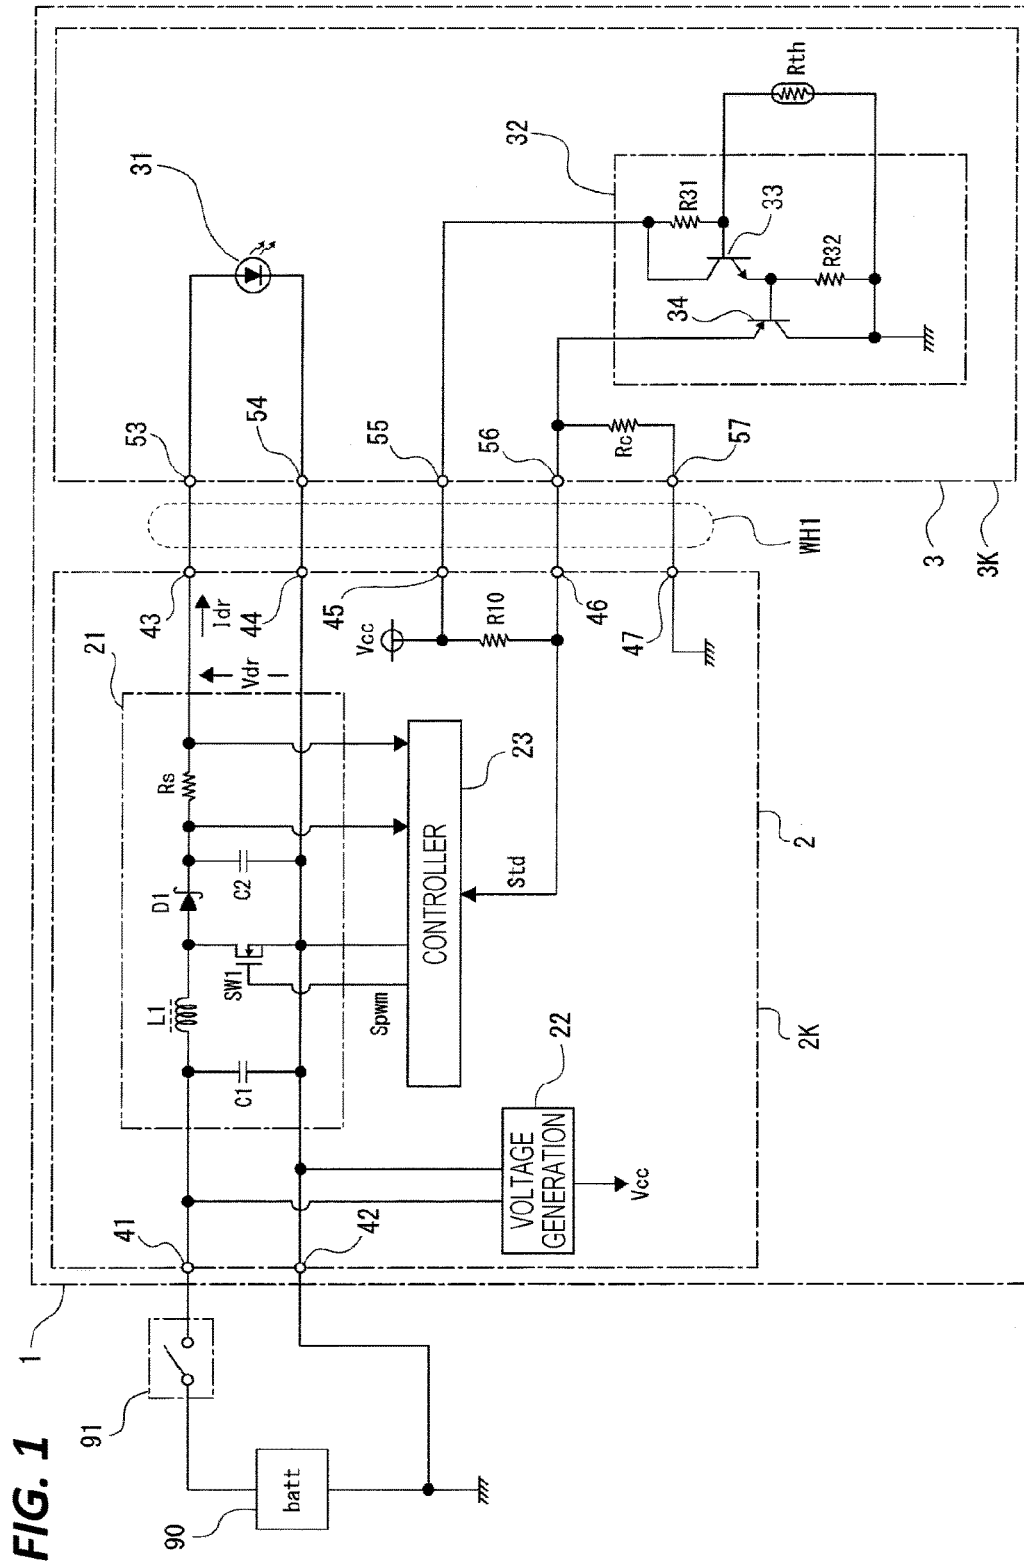 FIG. 1
1
91
90
batt
41
42
21
L1
D1
Rs
C1
SW1
C2
Vdr
Idr
43
44
Spwm
CONTROLLER
23
Std
22
VOLTAGE
GENERATION
Vcc
Vcc
R10
45
46
47
2
2K
WH1
53
54
55
56
57
31
32
Rc
R31
33
34
R32
Rth
3
3K